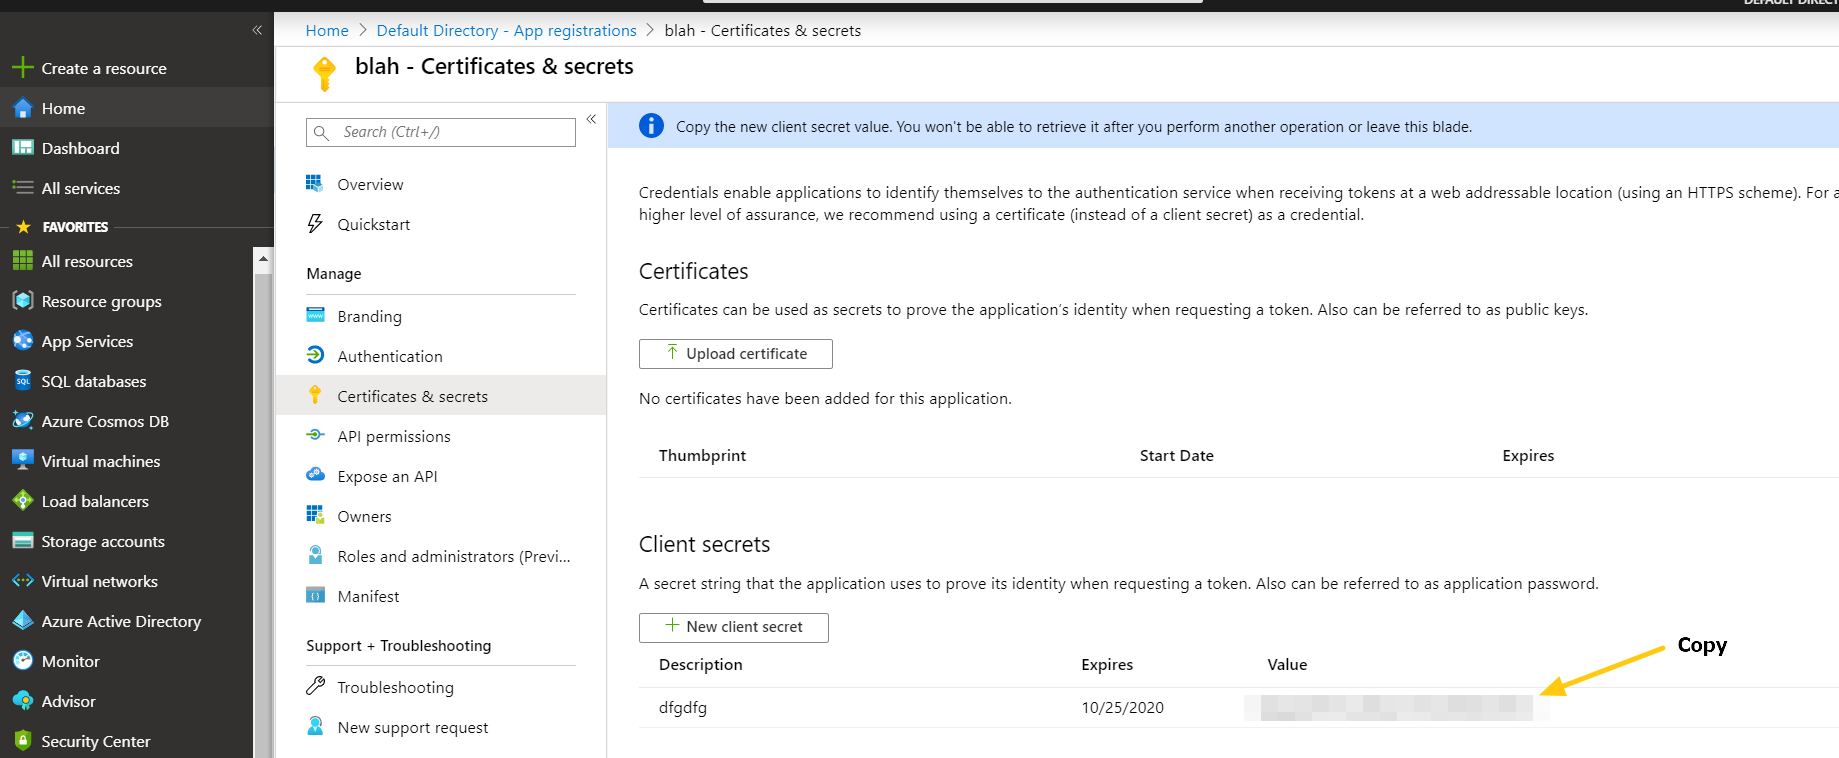 Home > Default Directory - App registrations > blah - Certificates & secrets
Create a resource
Home
Dashboard
All services
FAVORITES
All resources
Resource groups
App Services
SQL databases
Azure Cosmos DB
Virtual machines
Load balancers
Storage accounts
Virtual networks
Azure Active Directory
Monitor
Advisor
Security Center
blah - Certificates & secrets
Search (Ctrl+/)
Overview
Quickstart
Manage
Branding
Authentication
Certificates & secrets
API permissions
Expose an API
Owners
Roles and administrators (Previ...
Manifest
Support + Troubleshooting
Troubleshooting
New support request
Copy the new client secret value. You won't be able to retrieve it after you perform another operation or leave this blade.
Credentials enable applications to identify themselves to the authentication service when receiving tokens at a web addressable location (using an HTTPS scheme). For a
higher level of assurance, we recommend using a certificate (instead of a client secret) as a credential.
Certificates
Certificates can be used as secrets to prove the application's identity when requesting a token. Also can be referred to as public keys.
Upload certificate
No certificates have been added for this application.
Thumbprint Start Date Expires
Client secrets
A secret string that the application uses to prove its identity when requesting a token. Also can be referred to as application password.
New client secret
Copy
Description Expires Value
dfgdfg 10/25/2020